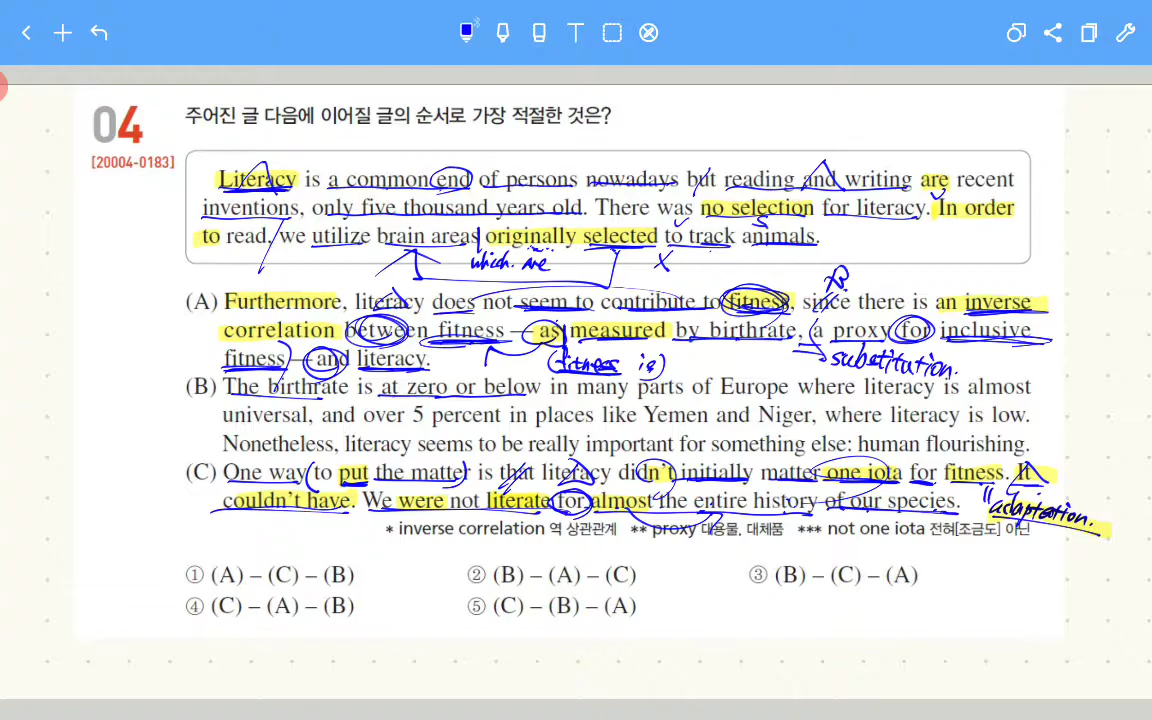 04
[20004-0183]
주어진 글 다음에 이어질 글의 순서로 가장 적절한 것은?
Literacy is a common end of persons nowadays but reading and writing are recent
inventions, only five thousand years old. There was no selection for literacy. In order
to read, we utilize brain areas originally selected to track animals.
which are
(A) Furthermore, literacy does not seem to contribute to fitness, since there is an inverse
correlation between fitness — as measured by birthrate, a proxy for inclusive
fitness — and literacy.
(fitness is)
substitution.
(B) The birthrate is at zero or below in many parts of Europe where literacy is almost
universal, and over 5 percent in places like Yemen and Niger, where literacy is low.
Nonetheless, literacy seems to be really important for something else: human flourishing.
(C) One way to put the matter is that literacy didn't initially matter one iota for fitness. It
couldn't have. We were not literate for almost the entire history of our species.
adaptation.
* inverse correlation 역 상관관계 ** proxy 대용물, 대체품 *** not one iota 전혀[조금도] 아닌
① (A) – (C) – (B)
② (B) – (A) – (C)
③ (B) – (C) – (A)
④ (C) – (A) – (B)
⑤ (C) – (B) – (A)